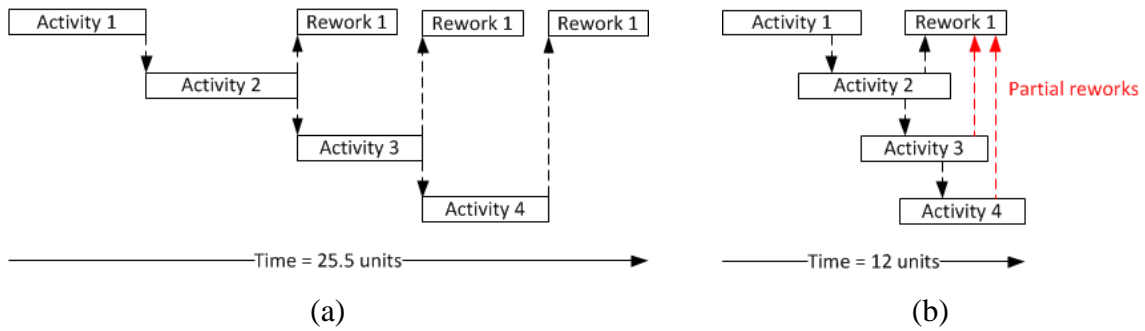 Activity 1
Rework 1
Rework 1
Rework 1
Activity 2
Activity 3
Activity 4
Time = 25.5 units
(a)
Activity 1
Rework 1
Activity 2
Partial reworks
Activity 3
Activity 4
Time = 12 units
(b)